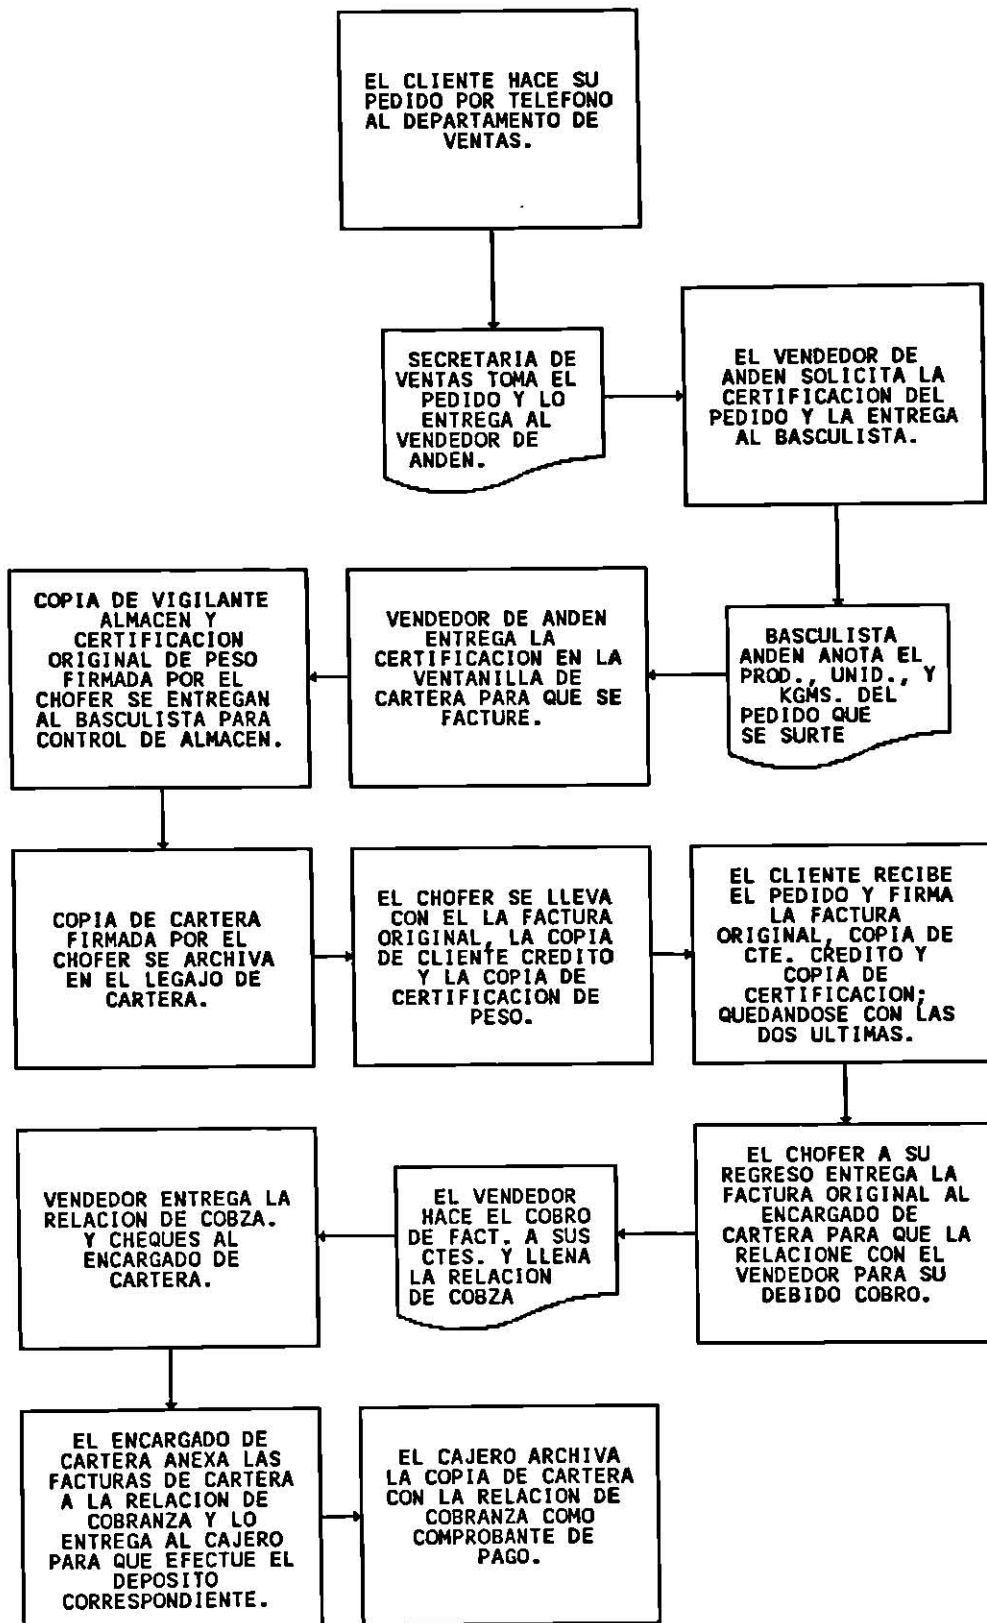 EL CLIENTE HACE SU
PEDIDO POR TELEFONO
AL DEPARTAMENTO DE
VENTAS.
SECRETARIA DE
VENTAS TOMA EL
PEDIDO Y LO
ENTREGA AL
VENDEDOR DE
ANDEN.
EL VENDEDOR DE
ANDEN SOLICITA LA
CERTIFICACION DEL
PEDIDO Y LA ENTREGA
AL BASCULISTA.
BASCULISTA
ANDEN ANOTA EL
PROD., UNID., Y
KGMS. DEL
PEDIDO QUE
SE SURTE
VENDEDOR DE ANDEN
ENTREGA LA
CERTIFICACION EN LA
VENTANILLA DE
CARTERA PARA QUE SE
FACTURE.
COPIA DE VIGILANTE
ALMACEN Y
CERTIFICACION
ORIGINAL DE PESO
FIRMADA POR EL
CHOFER SE ENTREGAN
AL BASCULISTA PARA
CONTROL DE ALMACEN.
COPIA DE CARTERA
FIRMADA POR EL
CHOFER SE ARCHIVA
EN EL LEGAJO DE
CARTERA.
EL CHOFER SE LLEVA
CON EL LA FACTURA
ORIGINAL, LA COPIA
DE CLIENTE CREDITO
Y LA COPIA DE
CERTIFICACION DE
PESO.
EL CLIENTE RECIBE
EL PEDIDO Y FIRMA
LA FACTURA
ORIGINAL, COPIA DE
CTE. CREDITO Y
COPIA DE
CERTIFICACION;
QUEDANDOSE CON LAS
DOS ULTIMAS.
EL CHOFER A SU
REGRESO ENTREGA LA
FACTURA ORIGINAL AL
ENCARGADO DE
CARTERA PARA QUE LA
RELACIONE CON EL
VENDEDOR PARA SU
DEBIDO COBRO.
EL VENDEDOR
HACE EL COBRO
DE FACT. A SUS
CTES. Y LLENA
LA RELACION
DE COBZA
VENDEDOR ENTREGA LA
RELACION DE COBZA.
Y CHEQUES AL
ENCARGADO DE
CARTERA.
EL ENCARGADO DE
CARTERA ANEXA LAS
FACTURAS DE CARTERA
A LA RELACION DE
COBRANZA Y LO
ENTREGA AL CAJERO
PARA QUE EFECTUE EL
DEPOSITO
CORRESPONDIENTE.
EL CAJERO ARCHIVA
LA COPIA DE CARTERA
CON LA RELACION DE
COBRANZA COMO
COMPROBANTE DE
PAGO.